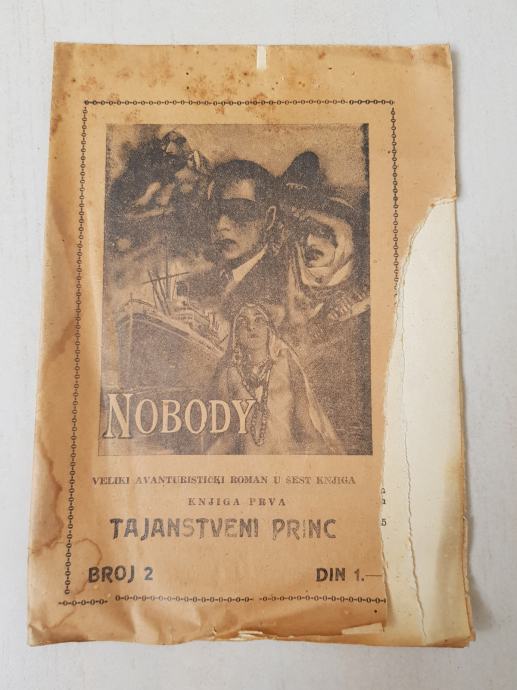 NOBODY
VELIKI AVANTURISTIČKI ROMAN U ŠEST KNJIGA
KNJIGA PRVA
TAJANSTVENI PRINC
BROJ 2 DIN 1.—